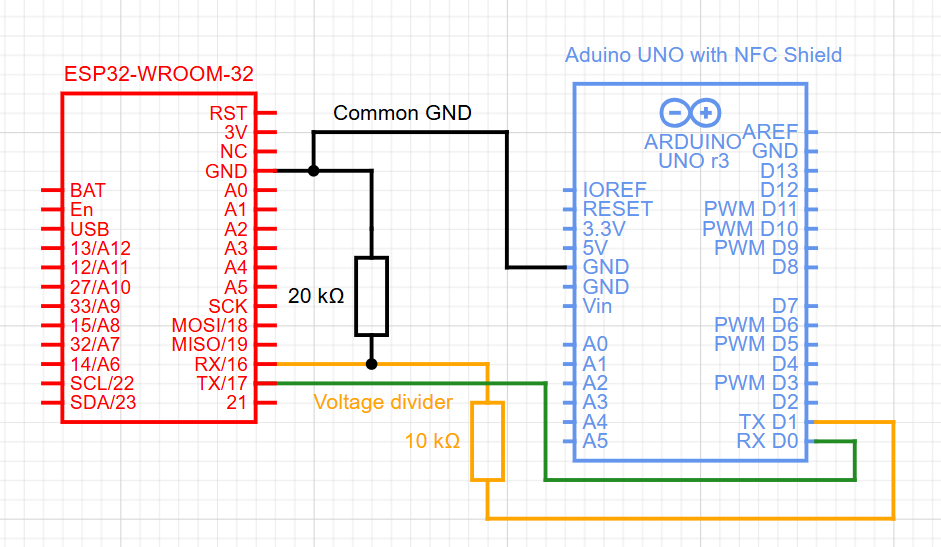 ESP32-WROOM-32
RST
3V
NC
GND
A0
A1
A2
A3
A4
A5
SCK
MOSI/18
MISO/19
RX/16
TX/17
21
BAT
En
USB
13/A12
12/A11
27/A10
33/A9
15/A8
32/A7
14/A6
SCL/22
SDA/23
Common GND
20 kΩ
Voltage divider
10 kΩ
Aduino UNO with NFC Shield
ARDUINO
UNO r3
IOREF
RESET
3.3V
5V
GND
GND
Vin
A0
A1
A2
A3
A4
A5
AREF
GND
D13
D12
PWM D11
PWM D10
PWM D9
D8
D7
PWM D6
PWM D5
D4
PWM D3
D2
TX D1
RX D0